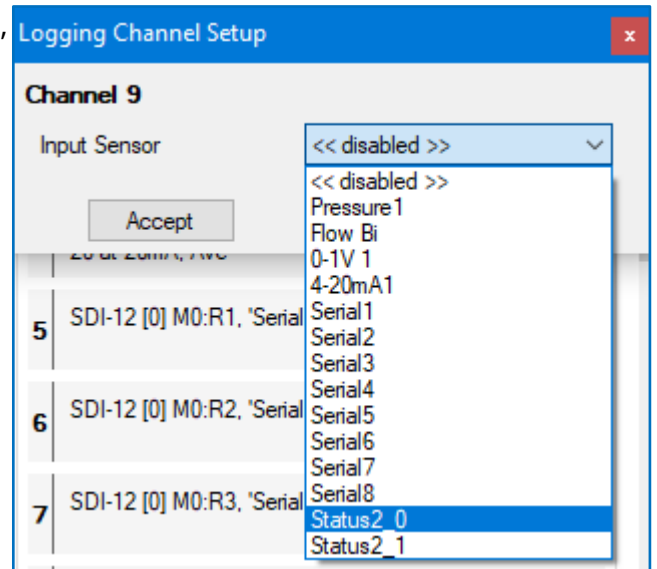 ,
Logging Channel Setup
x
Channel 9
Input Sensor
<< disabled >>
<< disabled >>
Pressure1
Flow Bi
0-1V 1
4-20mA1
Serial1
Serial2
Serial3
Serial4
Serial5
Serial6
Serial7
Serial8
Status2_0
Status2_1
Accept
5 SDI-12 [0] M0:R1, "Serial
6 SDI-12 [0] M0:R2, "Serial
7 SDI-12 [0] M0:R3, "Serial